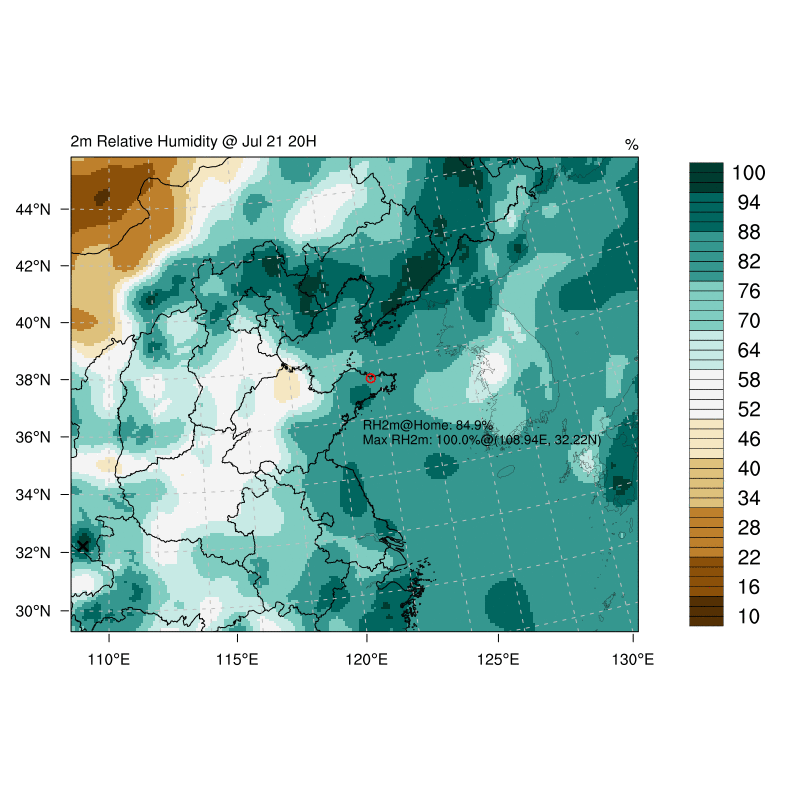 2m Relative Humidity @ Jul 21 20H
%
100
94
88
82
76
70
64
58
52
46
40
34
28
22
16
10
44°N
42°N
40°N
38°N
36°N
34°N
32°N
30°N
RH2m@Home: 84.9%
Max RH2m: 100.0%@(108.94E, 32.22N)
110°E 115°E 120°E 125°E 130°E